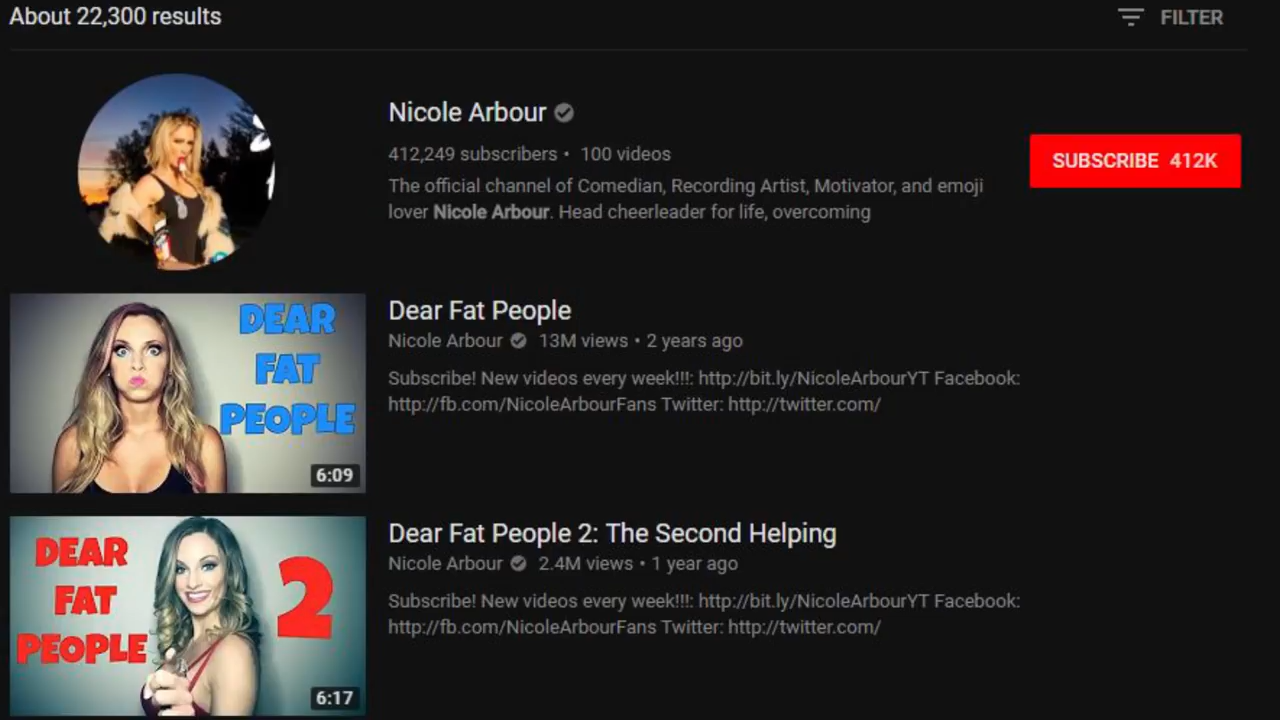 About 22,300 results
FILTER
Nicole Arbour
412,249 subscribers • 100 videos
The official channel of Comedian, Recording Artist, Motivator, and emoji
lover Nicole Arbour. Head cheerleader for life, overcoming
SUBSCRIBE 412K
DEAR
FAT
PEOPLE
6:09
Dear Fat People
Nicole Arbour 13M views • 2 years ago
Subscribe! New videos every week!!!: http://bit.ly/NicoleArbourYT Facebook:
http://fb.com/NicoleArbourFans Twitter: http://twitter.com/
DEAR
FAT
PEOPLE
2
6:17
Dear Fat People 2: The Second Helping
Nicole Arbour 2.4M views • 1 year ago
Subscribe! New videos every week!!!: http://bit.ly/NicoleArbourYT Facebook:
http://fb.com/NicoleArbourFans Twitter: http://twitter.com/